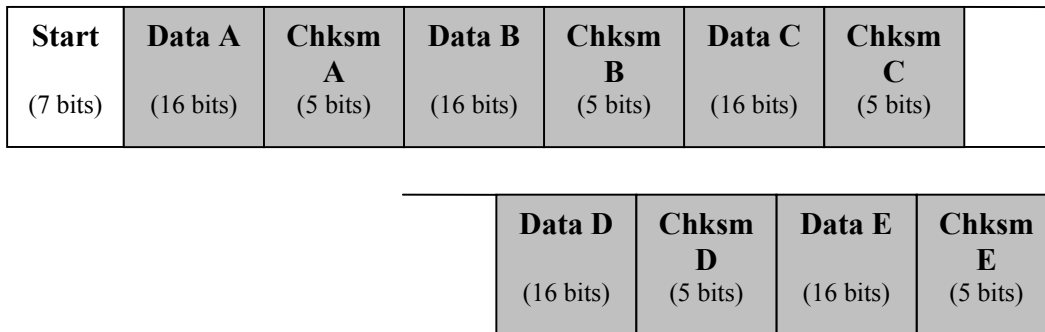 Start Data A Chksm Data B Chksm Data C Chksm
A B C
(7 bits) (16 bits) (5 bits) (16 bits) (5 bits) (16 bits) (5 bits)
Data D Chksm Data E Chksm
D E
(16 bits) (5 bits) (16 bits) (5 bits)